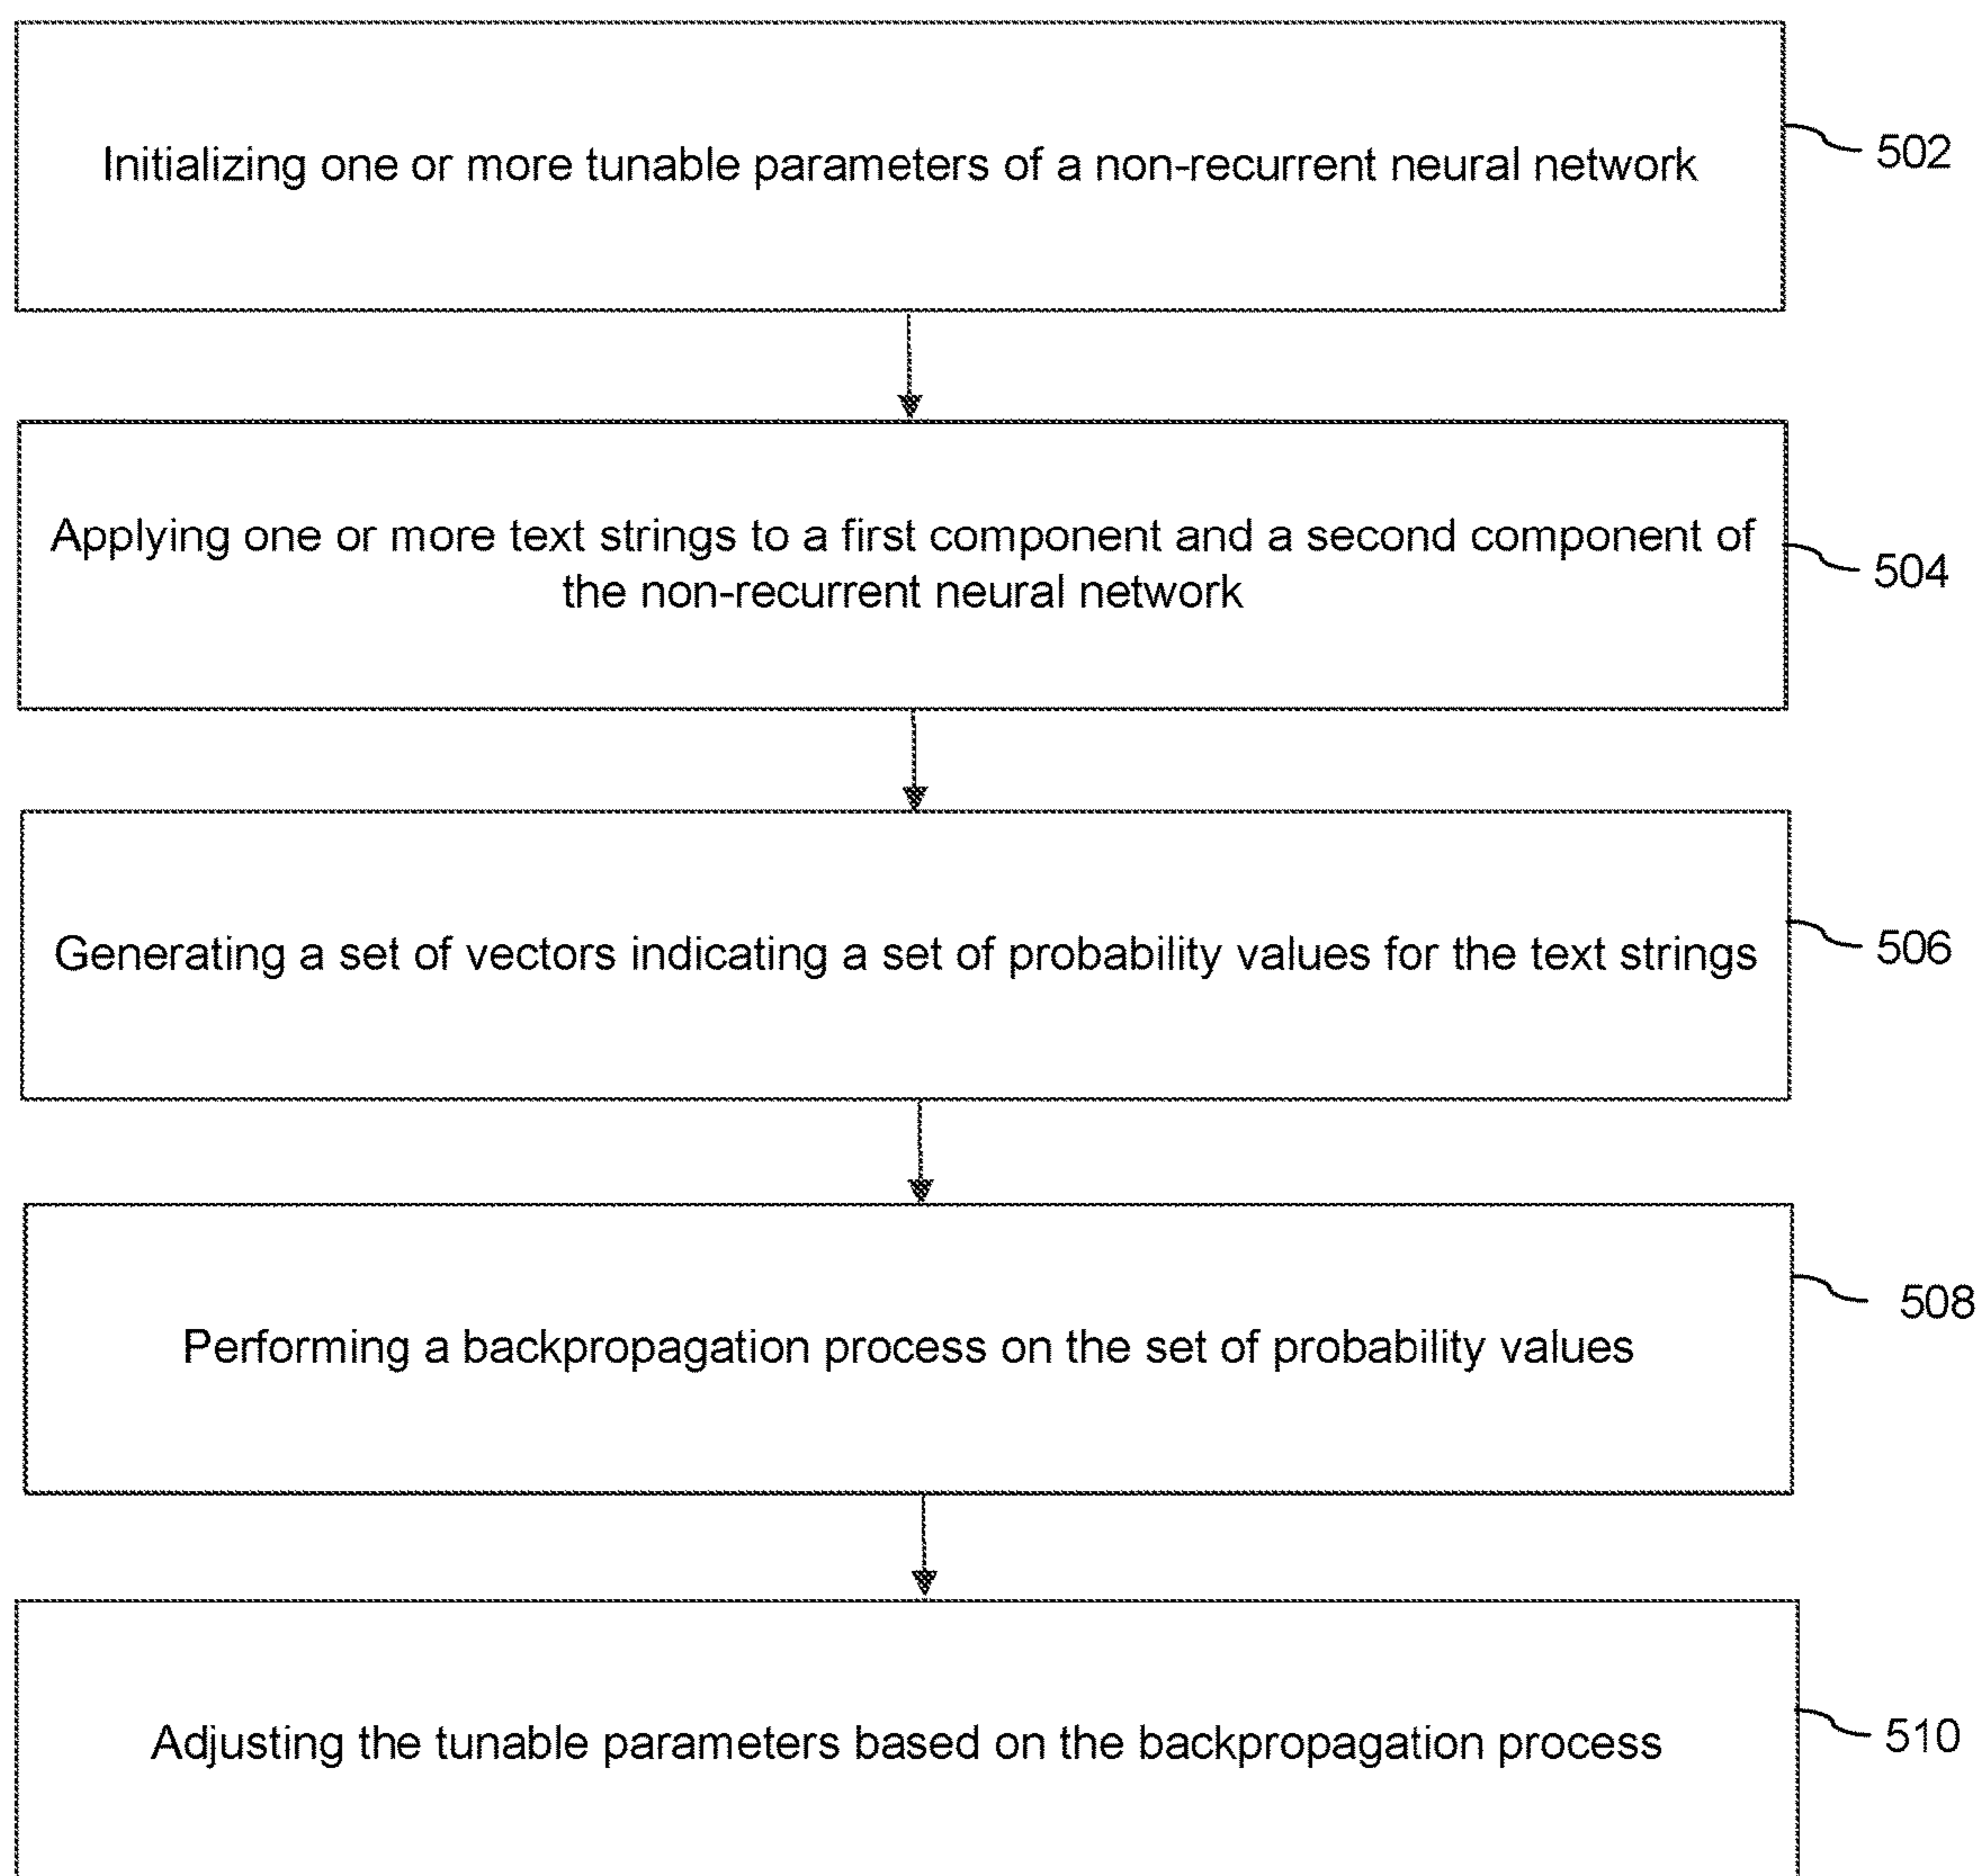 Initializing one or more tunable parameters of a non-recurrent neural network
502
Applying one or more text strings to a first component and a second component of
the non-recurrent neural network
504
Generating a set of vectors indicating a set of probability values for the text strings
506
Performing a backpropagation process on the set of probability values
508
Adjusting the tunable parameters based on the backpropagation process
510